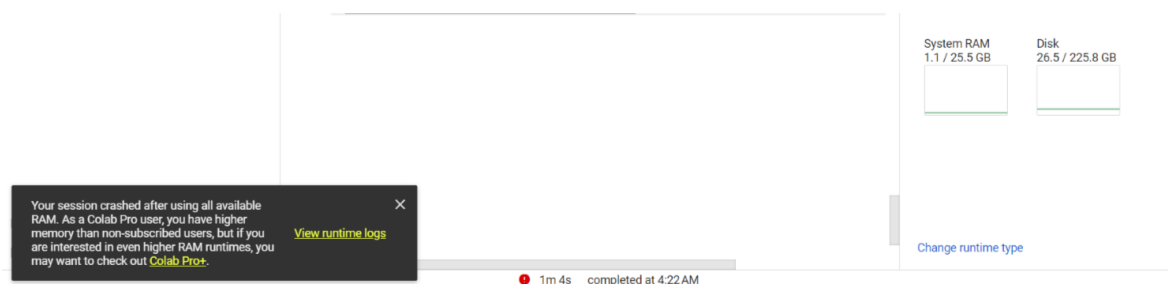 System RAM
1.1 / 25.5 GB
Disk
26.5 / 225.8 GB
Your session crashed after using all available
RAM. As a Colab Pro user, you have higher
memory than non-subscribed users, but if you
are interested in even higher RAM runtimes, you
may want to check out Colab Pro+.
View runtime logs
Change runtime type
1m 4s completed at 4:22 AM